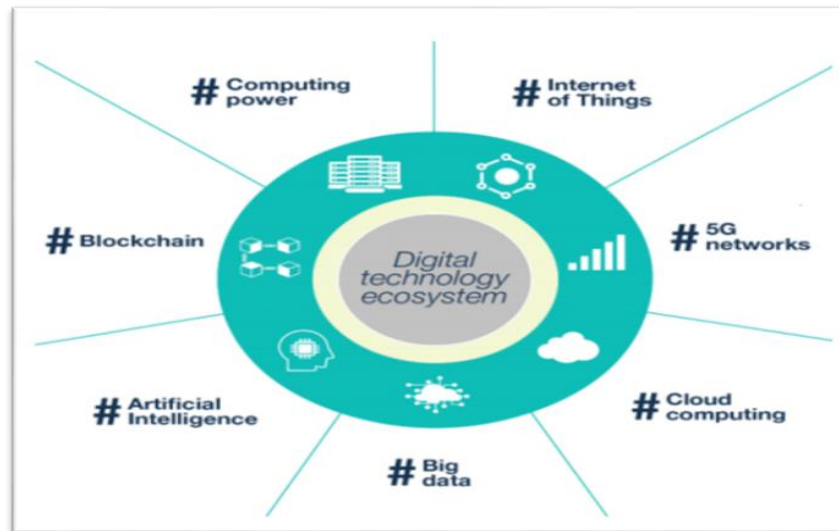 # Computing
power
# Internet
of Things
# Blockchain
Digital
technology
ecosystem
# 5G
networks
# Artificial
Intelligence
# Cloud
computing
# Big
data